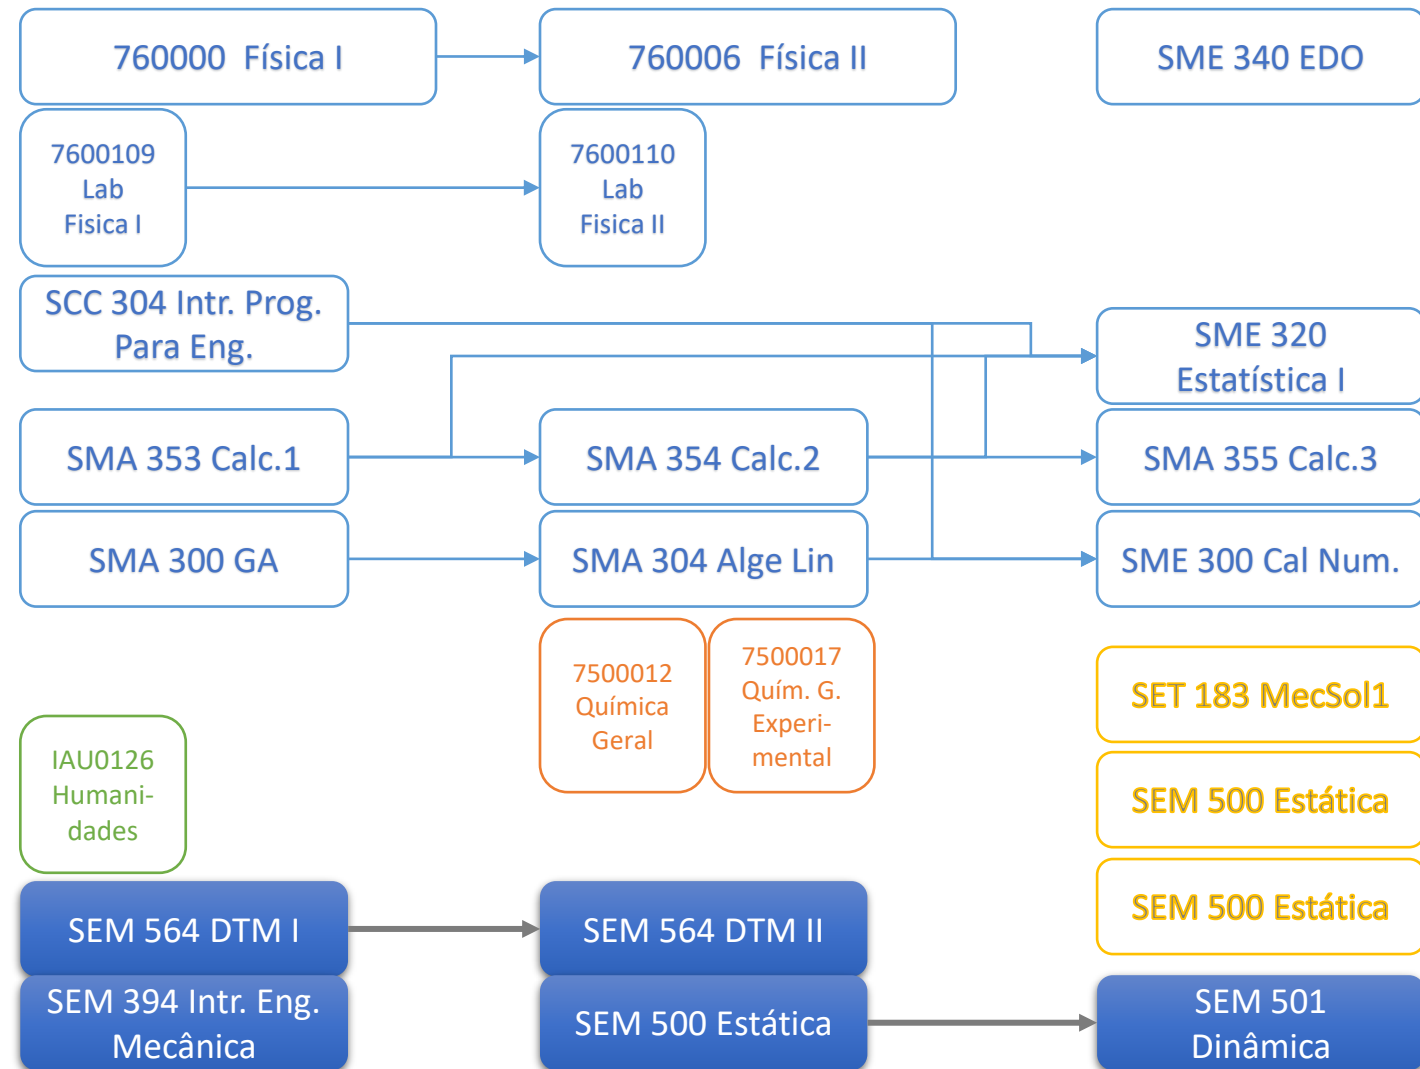 760000 Física I
760006 Física II
SME 340 EDO
7600109
Lab
Fisica I
7600110
Lab
Fisica II
SCC 304 Intr. Prog.
Para Eng.
SME 320
Estatística I
SMA 353 Calc.1
SMA 354 Calc.2
SMA 355 Calc.3
SMA 300 GA
SMA 304 Alge Lin
SME 300 Cal Num.
7500012
Química
Geral
7500017
Quím. G.
Experi-
mental
SET 183 MecSol1
IAU0126
Humani-
dades
SEM 500 Estática
SEM 500 Estática
SEM 564 DTM I
SEM 564 DTM II
SEM 394 Intr. Eng.
Mecânica
SEM 500 Estática
SEM 501
Dinâmica